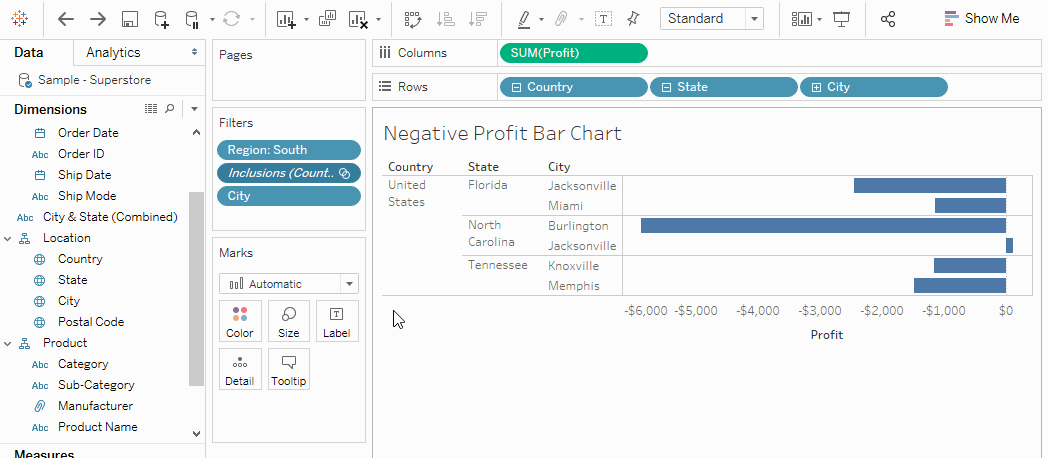 Standard
Show Me
Data Analytics
Sample - Superstore
Dimensions
Order Date
Abc Order ID
Ship Date
Abc Ship Mode
Abc City & State (Combined)
Location
Country
State
City
Postal Code
Product
Abc Category
Abc Sub-Category
Manufacturer
Abc Product Name
Measures
Pages
Filters
Region: South
Inclusions (Count..
City
Marks
Automatic
Color Size Label
Detail Tooltip
Columns SUM(Profit)
Rows Country State City
Negative Profit Bar Chart
Country State City
United States
Florida Jacksonville
Miami
North Carolina
Burlington
Jacksonville
Tennessee Knoxville
Memphis
-$6,000 -$5,000 -$4,000 -$3,000 -$2,000 -$1,000 $0
Profit